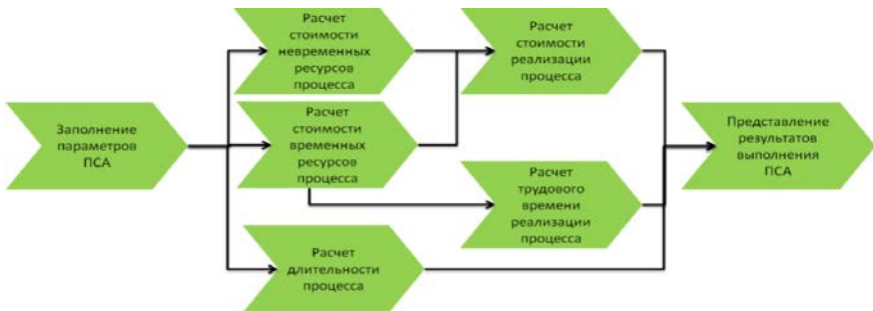 Заполнение
параметров
ПСА
Расчет
стоимости
невременных
ресурсов
процесса
Расчет
стоимости
временных
ресурсов
процесса
Расчет
длительности
процесса
Расчет
стоимости
реализации
процесса
Расчет
трудового
времени
реализации
процесса
Представление
результатов
выполнения
ПСА